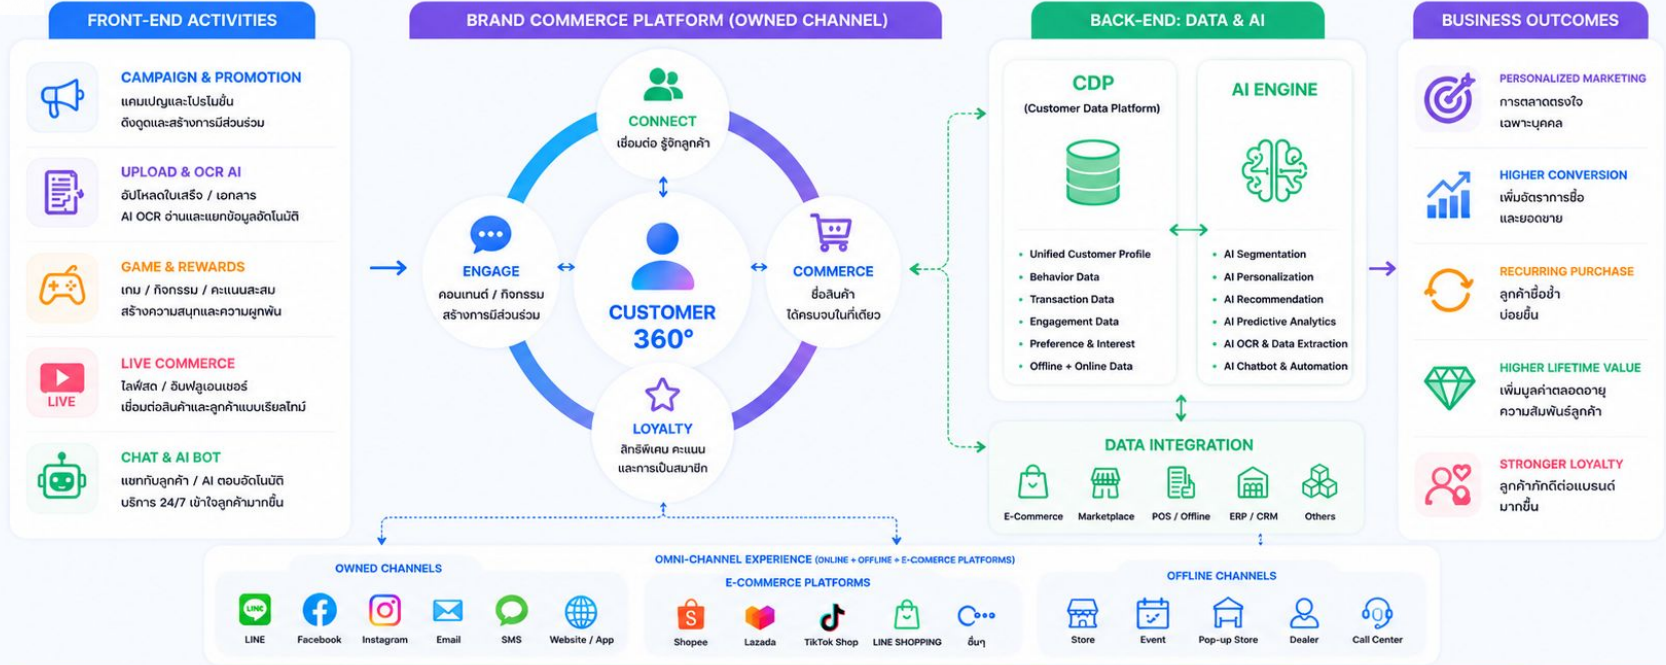 FRONT-END ACTIVITIES
CAMPAIGN & PROMOTION
แคมเปญและโปรโมชั่น
ดึงดูดและสร้างการมีส่วนร่วม
UPLOAD & OCR AI
อัปโหลดใบเสร็จ / เอกสาร
AI OCR อ่านและแยกข้อมูลอัตโนมัติ
GAME & REWARDS
เกม / กิจกรรม / คะแนนสะสม
สร้างความสนุกและความผูกพัน
LIVE
LIVE COMMERCE
ไลฟ์สด / อินฟลูเอนเซอร์
เชื่อมต่อสินค้าและลูกค้าแบบเรียลไทม์
CHAT & AI BOT
แชทกับลูกค้า / AI ตอบอัตโนมัติ
บริการ 24/7 เข้าใจลูกค้ามากขึ้น
BRAND COMMERCE PLATFORM (OWNED CHANNEL)
CONNECT
เชื่อมต่อ รู้จักลูกค้า
ENGAGE
คอนเทนต์ / กิจกรรม
สร้างการมีส่วนร่วม
CUSTOMER
360°
COMMERCE
ซื้อสินค้า
ได้ครบจบในที่เดียว
LOYALTY
สิทธิพิเศษ คะแนน
และการเป็นสมาชิก
BACK-END: DATA & AI
CDP
(Customer Data Platform)
• Unified Customer Profile
• Behavior Data
• Transaction Data
• Engagement Data
• Preference & Interest
• Offline + Online Data
AI ENGINE
• AI Segmentation
• AI Personalization
• AI Recommendation
• AI Predictive Analytics
• AI OCR & Data Extraction
• AI Chatbot & Automation
DATA INTEGRATION
E-Commerce
Marketplace
POS / Offline
ERP / CRM
Others
BUSINESS OUTCOMES
PERSONALIZED MARKETING
การตลาดตรงใจ
เฉพาะบุคคล
HIGHER CONVERSION
เพิ่มอัตราการซื้อ
และยอดขาย
RECURRING PURCHASE
ลูกค้าซื้อซ้ำ
บ่อยขึ้น
HIGHER LIFETIME VALUE
เพิ่มมูลค่าตลอดอายุ
ความสัมพันธ์ลูกค้า
STRONGER LOYALTY
ลูกค้าภักดีต่อแบรนด์
มากขึ้น
OMNI-CHANNEL EXPERIENCE (ONLINE + OFFLINE + E-COMERCE PLATFORMS)
OWNED CHANNELS
LINE
LINE
Facebook
Instagram
Email
SMS
Website / App
E-COMMERCE PLATFORMS
Shopee
Lazada
TikTok Shop
LINE SHOPPING
อื่นๆ
OFFLINE CHANNELS
Store
Event
Pop-up Store
Dealer
Call Center